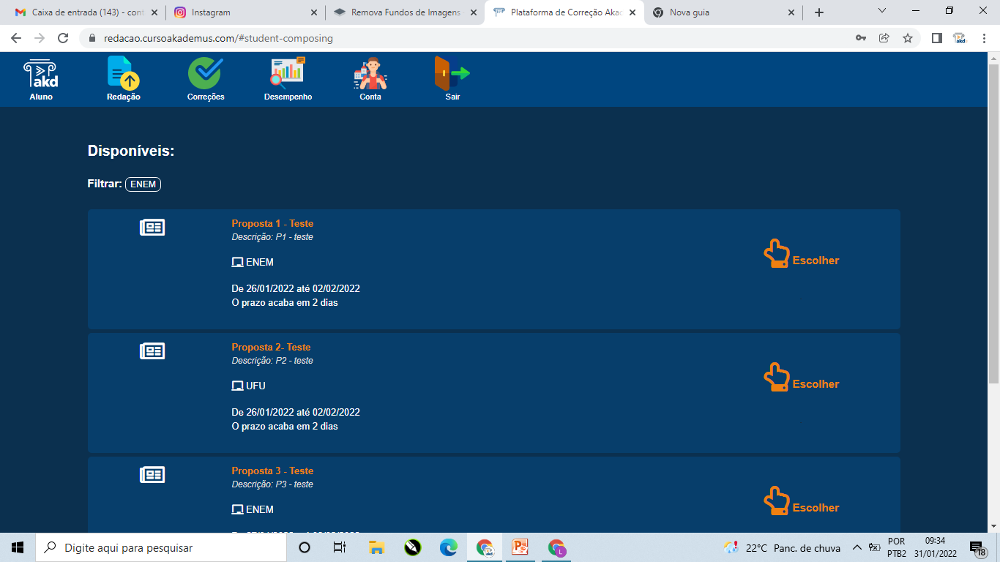 Caixa de entrada (143) - cont
Instagram
Remova Fundos de Imagens
Plataforma de Correção Akad
Nova guia
redacao.cursoakademus.com/#student-composing
akd
akd
Aluno
Redação
Correções
Desempenho
Conta
Sair
Disponíveis:
Filtrar: ENEM
Proposta 1 - Teste
Descrição: P1 - teste
ENEM
De 26/01/2022 até 02/02/2022
O prazo acaba em 2 dias
Escolher
Proposta 2- Teste
Descrição: P2 - teste
UFU
De 26/01/2022 até 02/02/2022
O prazo acaba em 2 dias
Escolher
Proposta 3 - Teste
Descrição: P3 - teste
ENEM
Escolher
Digite aqui para pesquisar
akd
L
22°C Panc. de chuva
POR
PTB2
09:34
31/01/2022
18